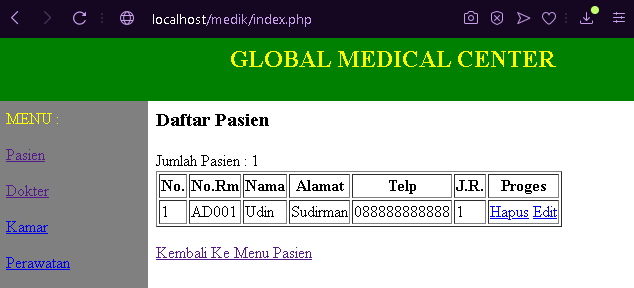 localhost/medik/index.php
GLOBAL MEDICAL CENTER
MENU :
Pasien
Dokter
Kamar
Perawatan
Daftar Pasien
Jumlah Pasien : 1
No. No.Rm Nama Alamat Telp J.R. Proges
1 AD001 Udin Sudirman 088888888888 1 Hapus Edit
Kembali Ke Menu Pasien